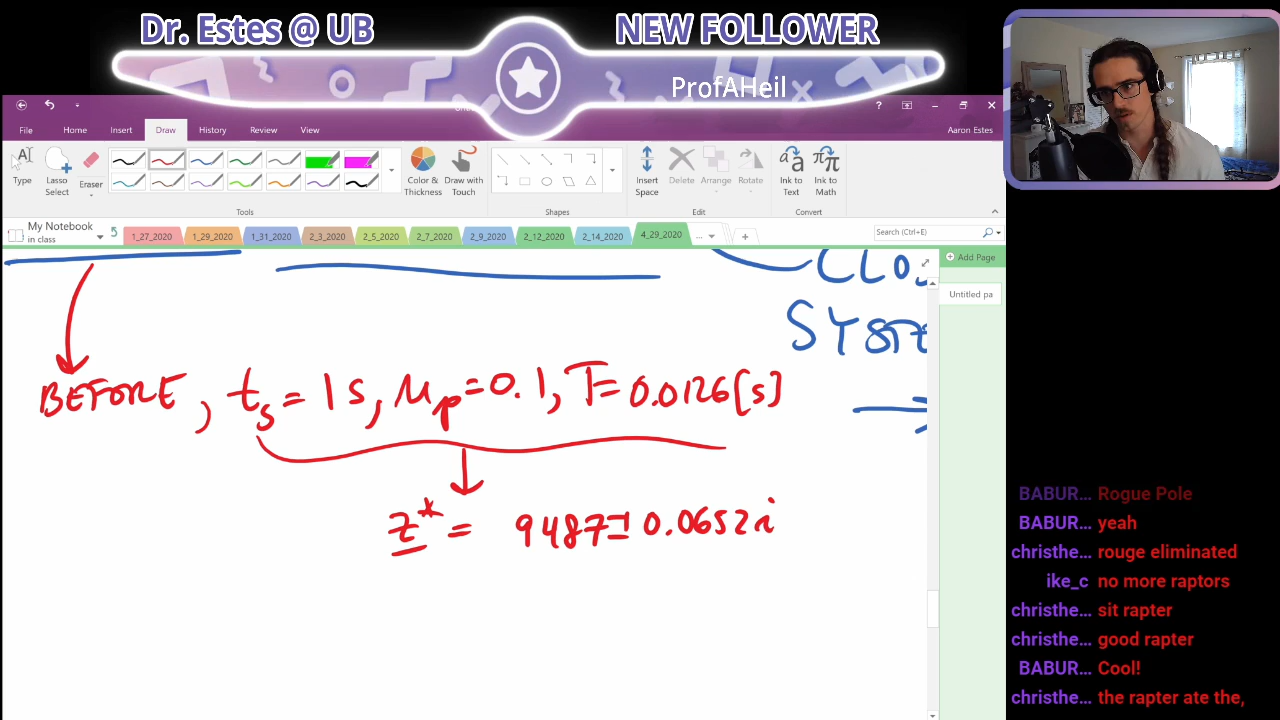 Dr. Estes @ UB
NEW FOLLOWER
ProfAHeil
Aaron Estes
File Home Insert Draw History Review View
Type
Lasso Select
Eraser
Color & Thickness
Draw with Touch
Insert Space
Delete
Arrange
Rotate
Ink to Text
Ink to Math
Tools
Shapes
Edit
Convert
My Notebook
in class
1_27_2020 1_29_2020 1_31_2020 2_3_2020 2_5_2020 2_7_2020 2_9_2020 2_12_2020 2_14_2020 4_29_2020 ...
Search (Ctrl+E)
Add Page
Untitled pa
CLOS
SYSTE
BEFORE, ts = 1s, Mp = 0.1, T = 0.0126[s]
z* = 9487 ± 0.0652i
BABUR... Rogue Pole
BABUR... yeah
christhe... rouge eliminated
ike_c no more raptors
christhe... sit rapter
christhe... good rapter
BABUR... Cool!
christhe... the rapter ate the,